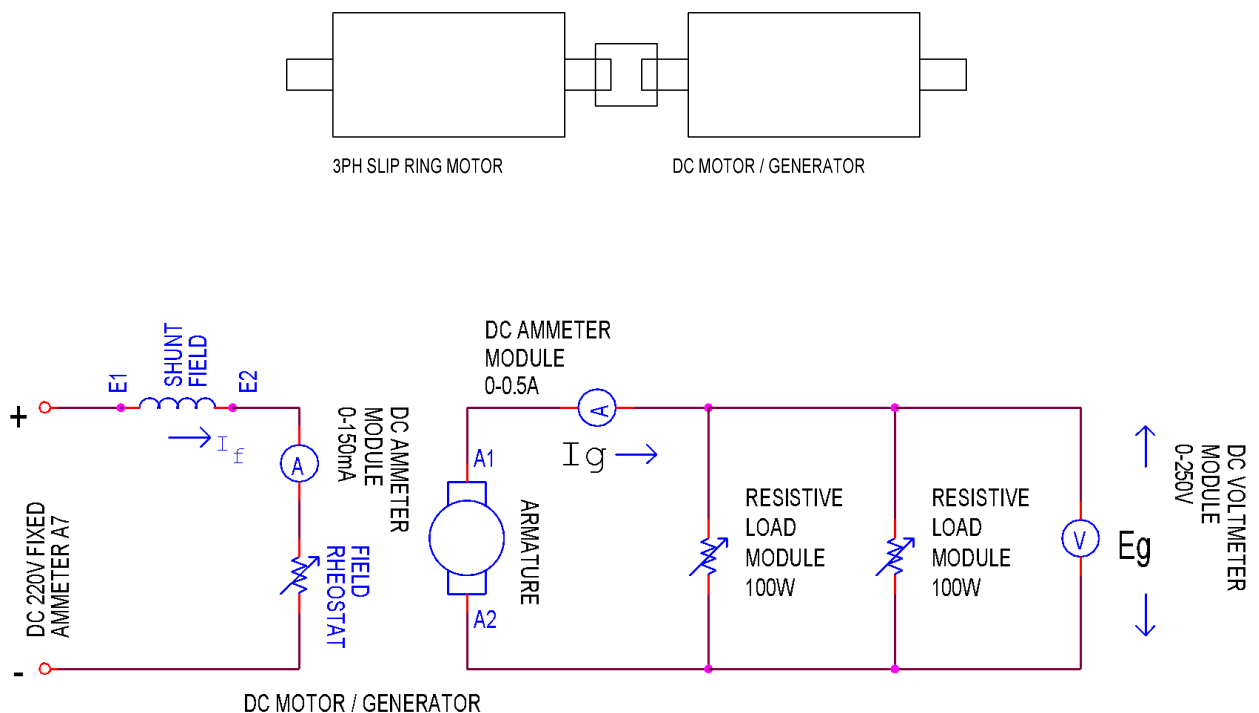 3PH SLIP RING MOTOR
DC MOTOR / GENERATOR
+
-
DC 220V FIXED
AMMETER A7
E1
SHUNT
FIELD
E2
If
A
DC AMMETER
MODULE
0-150mA
FIELD
RHEOSTAT
DC MOTOR / GENERATOR
DC AMMETER
MODULE
0-0.5A
A
Ig
A1
A2
ARMATURE
RESISTIVE
LOAD
MODULE
100W
RESISTIVE
LOAD
MODULE
100W
V
Eg
DC VOLTMETER
MODULE
0-250V